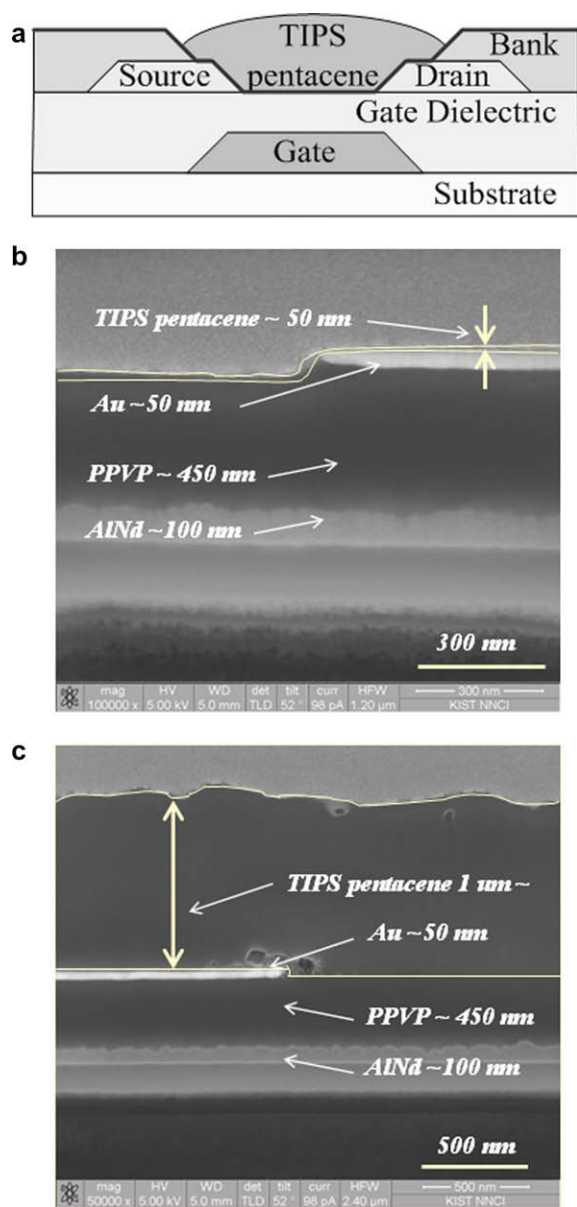 a
TIPS
pentacene
Bank
Source
Drain
Gate Dielectric
Gate
Substrate
b
TIPS pentacene ~ 50 nm
Au ~50 nm
PPVP ~ 450 nm
AlNd ~100 nm
300 nm
mag HV WD det tilt curr HFW 300 nm
100000 x 5.00 kV 5.0 mm TLD 52 ° 98 pA 1.20 µm KIST NNCI
c
TIPS pentacene 1 um ~
Au ~50 nm
PPVP ~ 450 nm
AlNd ~100 nm
500 nm
mag HV WD det tilt curr HFW 500 nm
50000 x 5.00 kV 5.0 mm TLD 52 ° 98 pA 2.40 µm KIST NNCI